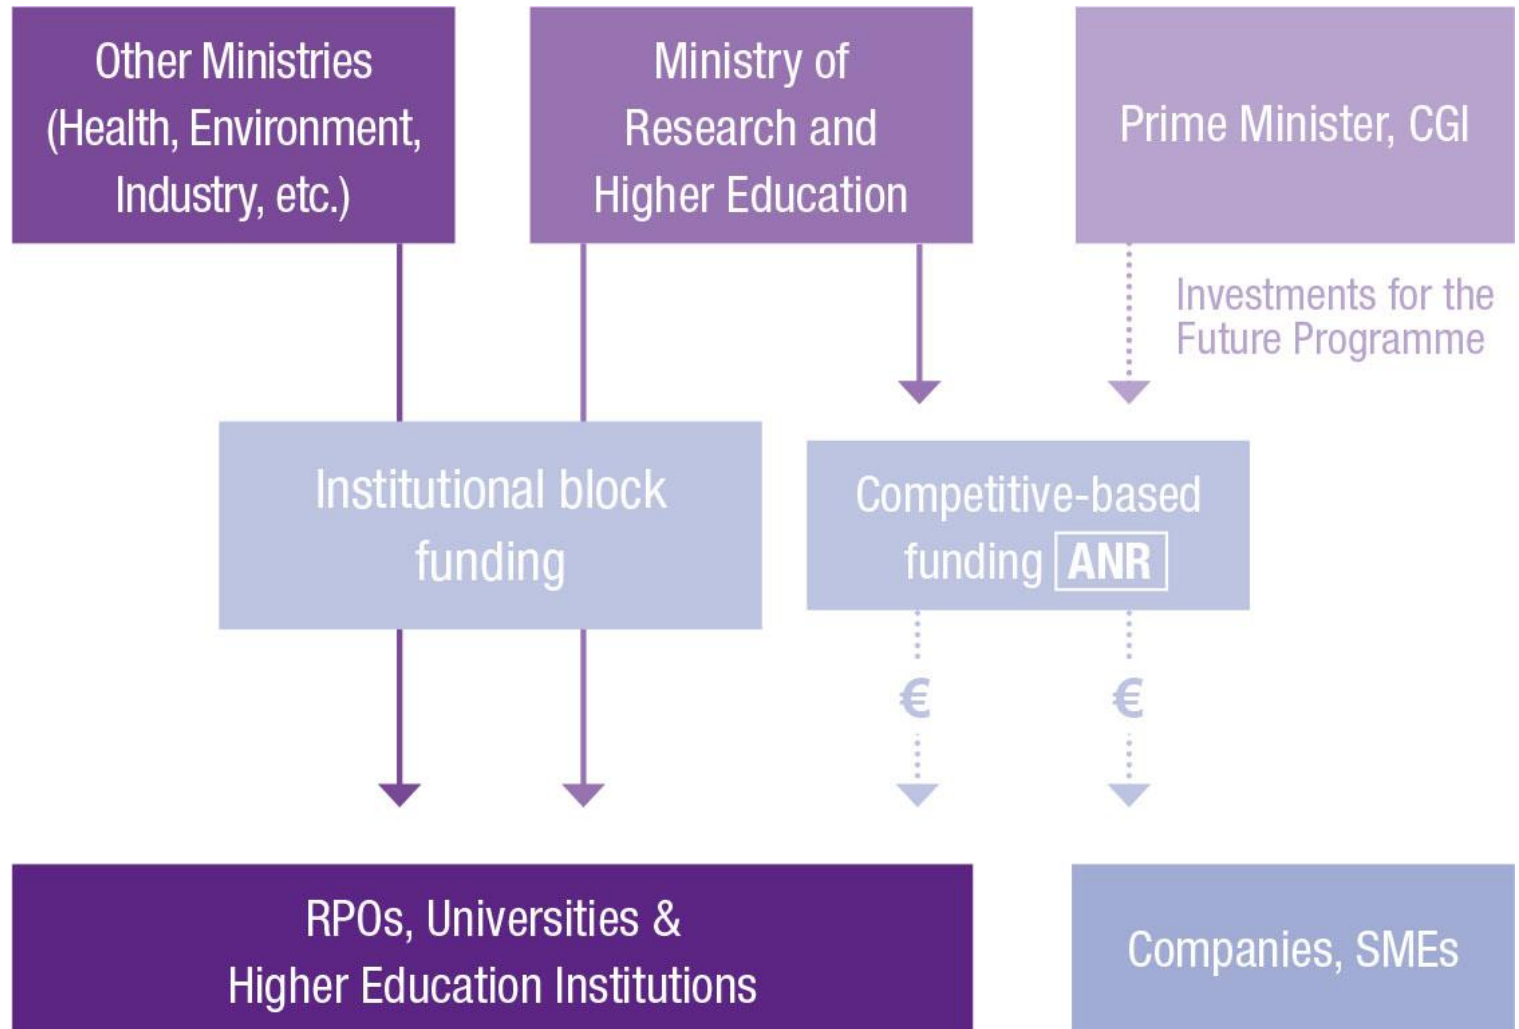 Other Ministries
(Health, Environment,
Industry, etc.)
Ministry of
Research and
Higher Education
Prime Minister, CGI
Investments for the
Future Programme
Institutional block
funding
Competitive-based
funding ANR
€
€
RPOs, Universities &
Higher Education Institutions
Companies, SMEs